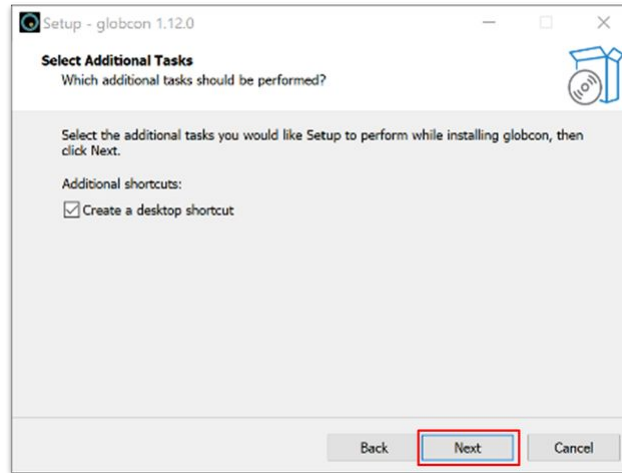 Setup - globcon 1.12.0
Select Additional Tasks
Which additional tasks should be performed?
Select the additional tasks you would like Setup to perform while installing globcon, then
click Next.
Additional shortcuts:
Create a desktop shortcut
Back Next Cancel